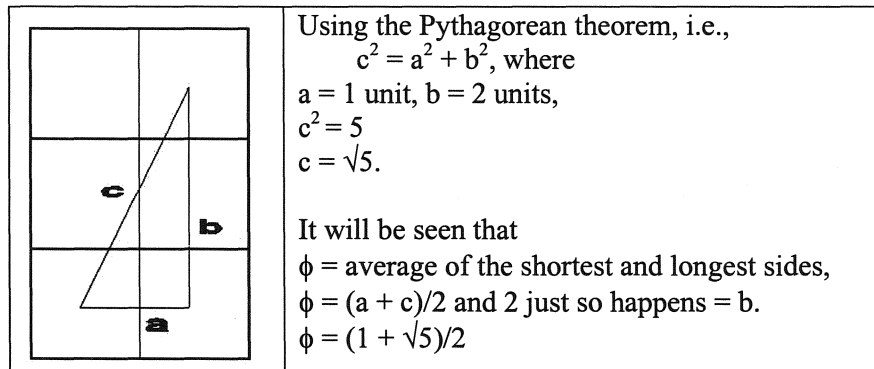 c
b
a
Using the Pythagorean theorem, i.e.,
c² = a² + b², where
a = 1 unit, b = 2 units,
c² = 5
c = √5.
It will be seen that
ϕ = average of the shortest and longest sides,
ϕ = (a + c)/2 and 2 just so happens = b.
ϕ = (1 + √5)/2